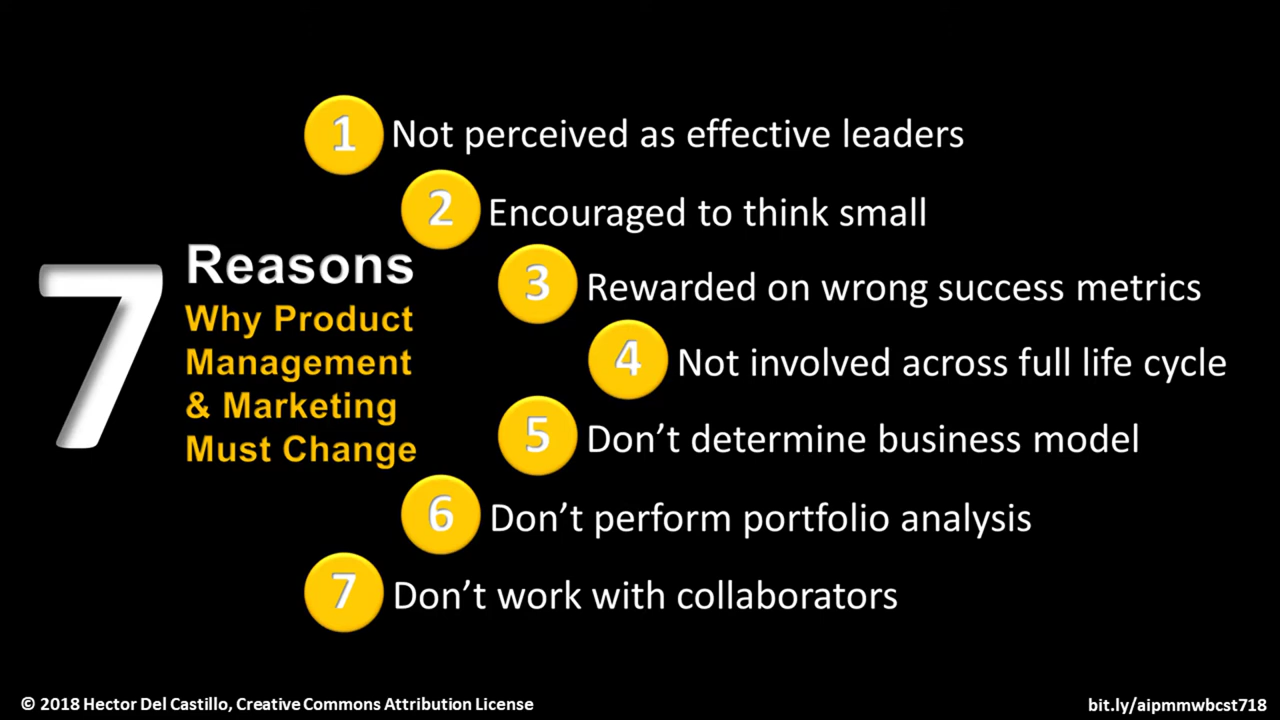 7
Reasons
Why Product
Management
& Marketing
Must Change
1 Not perceived as effective leaders
2 Encouraged to think small
3 Rewarded on wrong success metrics
4 Not involved across full life cycle
5 Don’t determine business model
6 Don’t perform portfolio analysis
7 Don’t work with collaborators
© 2018 Hector Del Castillo, Creative Commons Attribution License
bit.ly/aipmmwbcst718